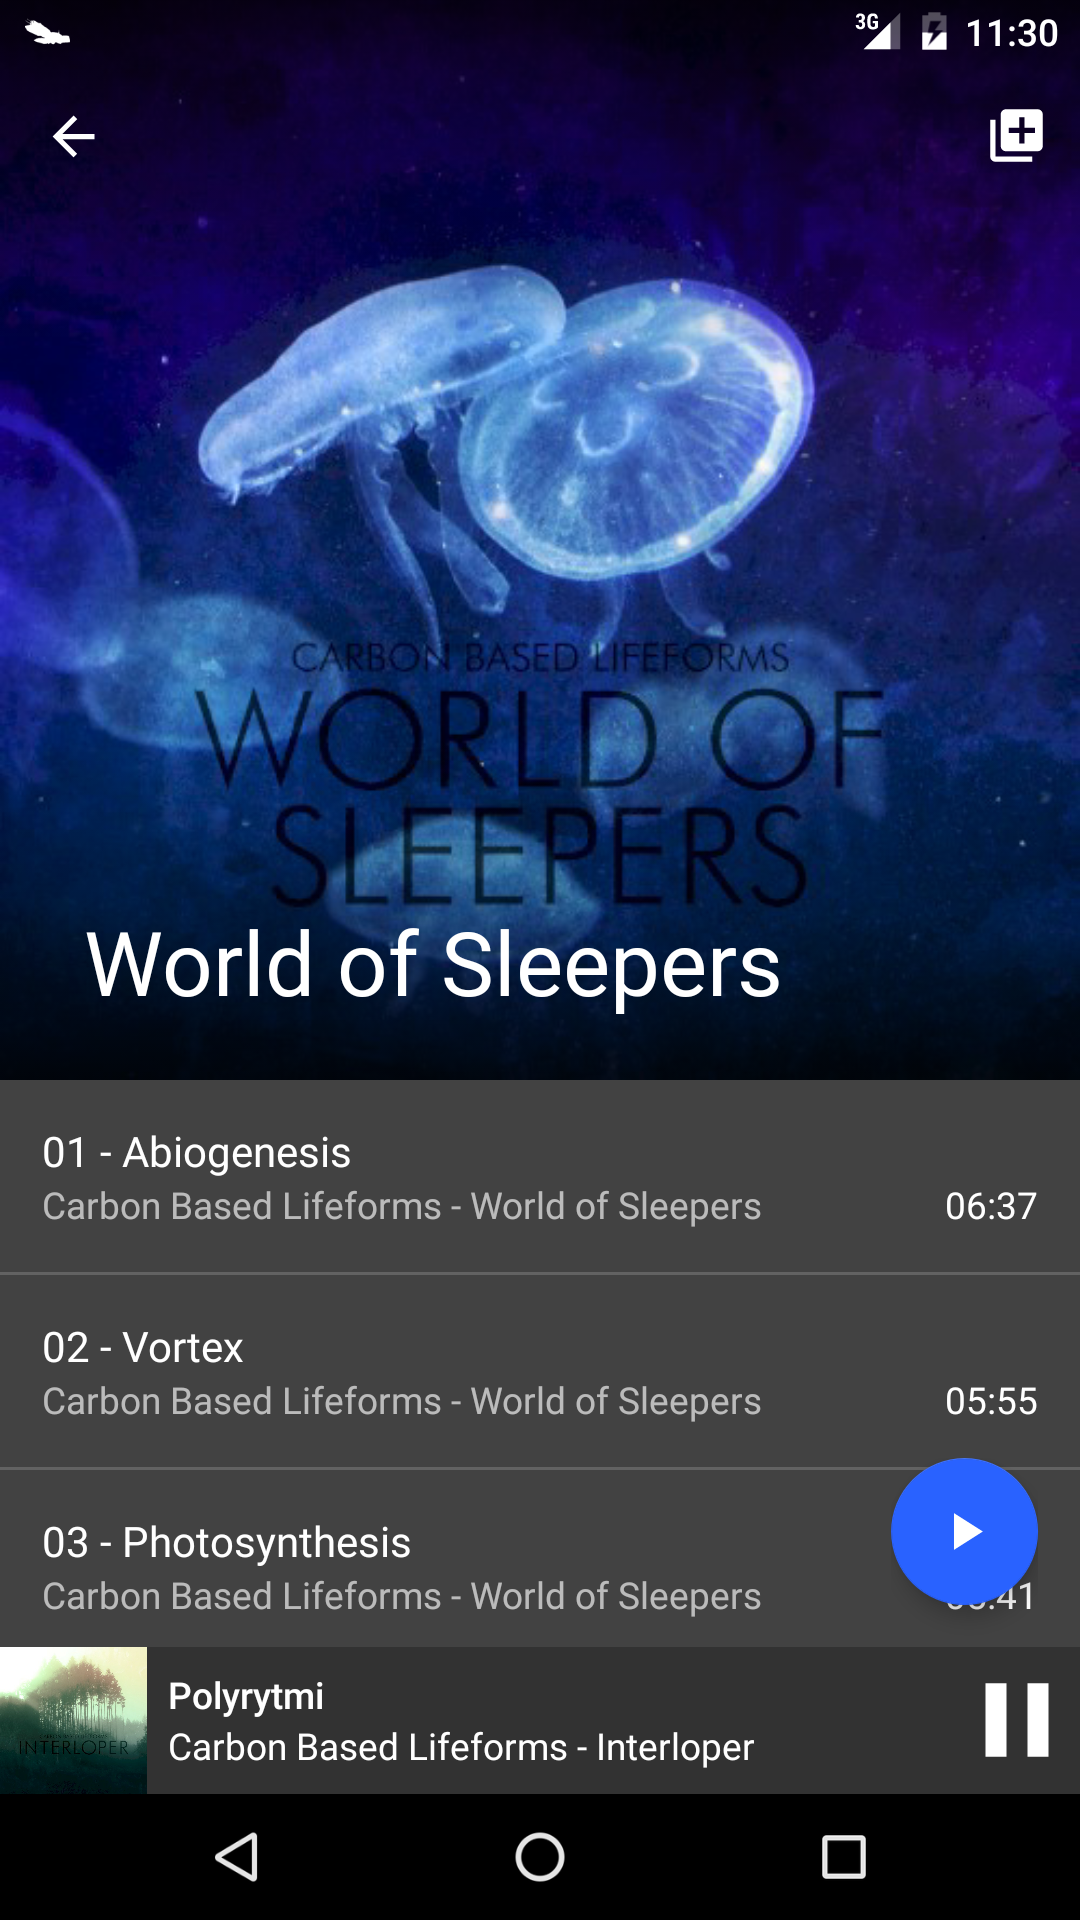 3G 11:30
CARBON BASED LIFEFORMS
WORLD OF
SLEEPERS
World of Sleepers
01 - Abiogenesis
Carbon Based Lifeforms - World of Sleepers 06:37
02 - Vortex
Carbon Based Lifeforms - World of Sleepers 05:55
03 - Photosynthesis
Carbon Based Lifeforms - World of Sleepers
INTERLOPER
Polyrytmi
Carbon Based Lifeforms - Interloper